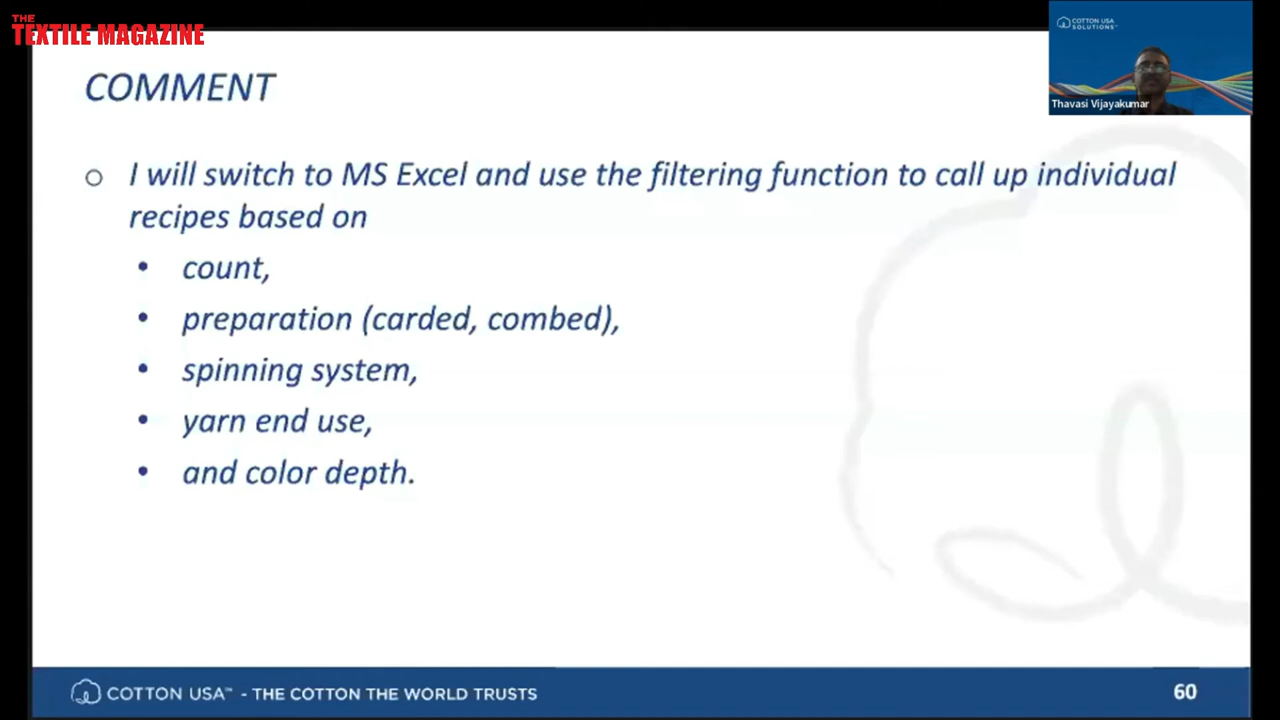 THE
TEXTILE MAGAZINE
COTTON USA
SOLUTIONS™
Thavasi Vijayakumar
COMMENT
o I will switch to MS Excel and use the filtering function to call up individual
recipes based on
• count,
• preparation (carded, combed),
• spinning system,
• yarn end use,
• and color depth.
COTTON USA™ - THE COTTON THE WORLD TRUSTS
60